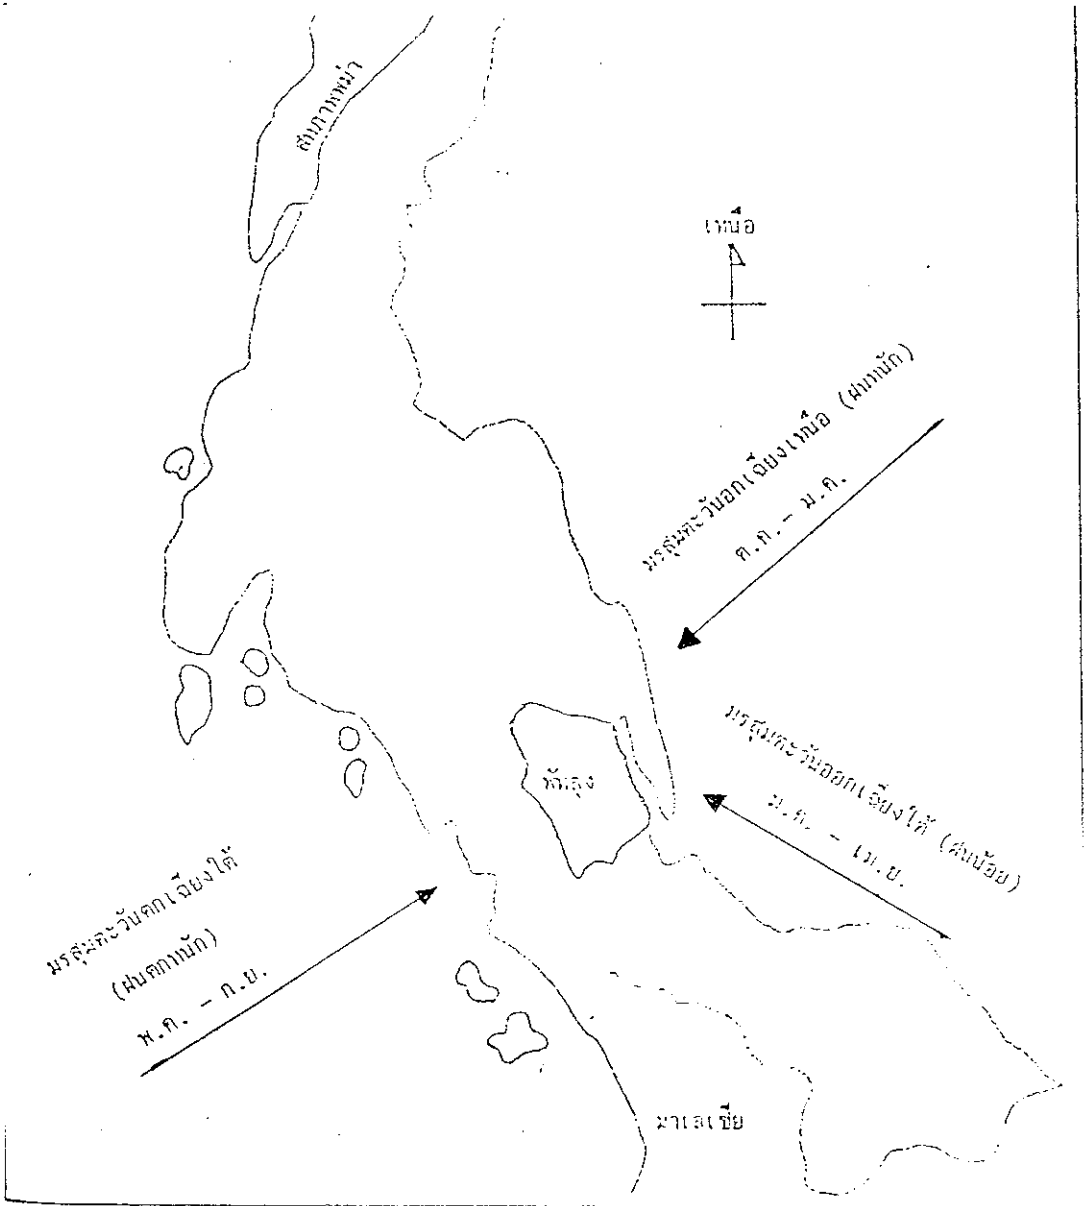 สหภาพพม่า
เหนือ
มรสุมตะวันอกเฉียงเหนือ (ฝนหนัก)
ต.ค. - ม.ค.
พัทลุง
มรสุมตะวันออกเฉียงใต้ (ฝนน้อย)
ม.ค. - เม.ย.
มรสุมตะวันตกเฉียงใต้
(ฝนตกหนัก)
พ.ค. - ก.ย.
มาเลเซีย